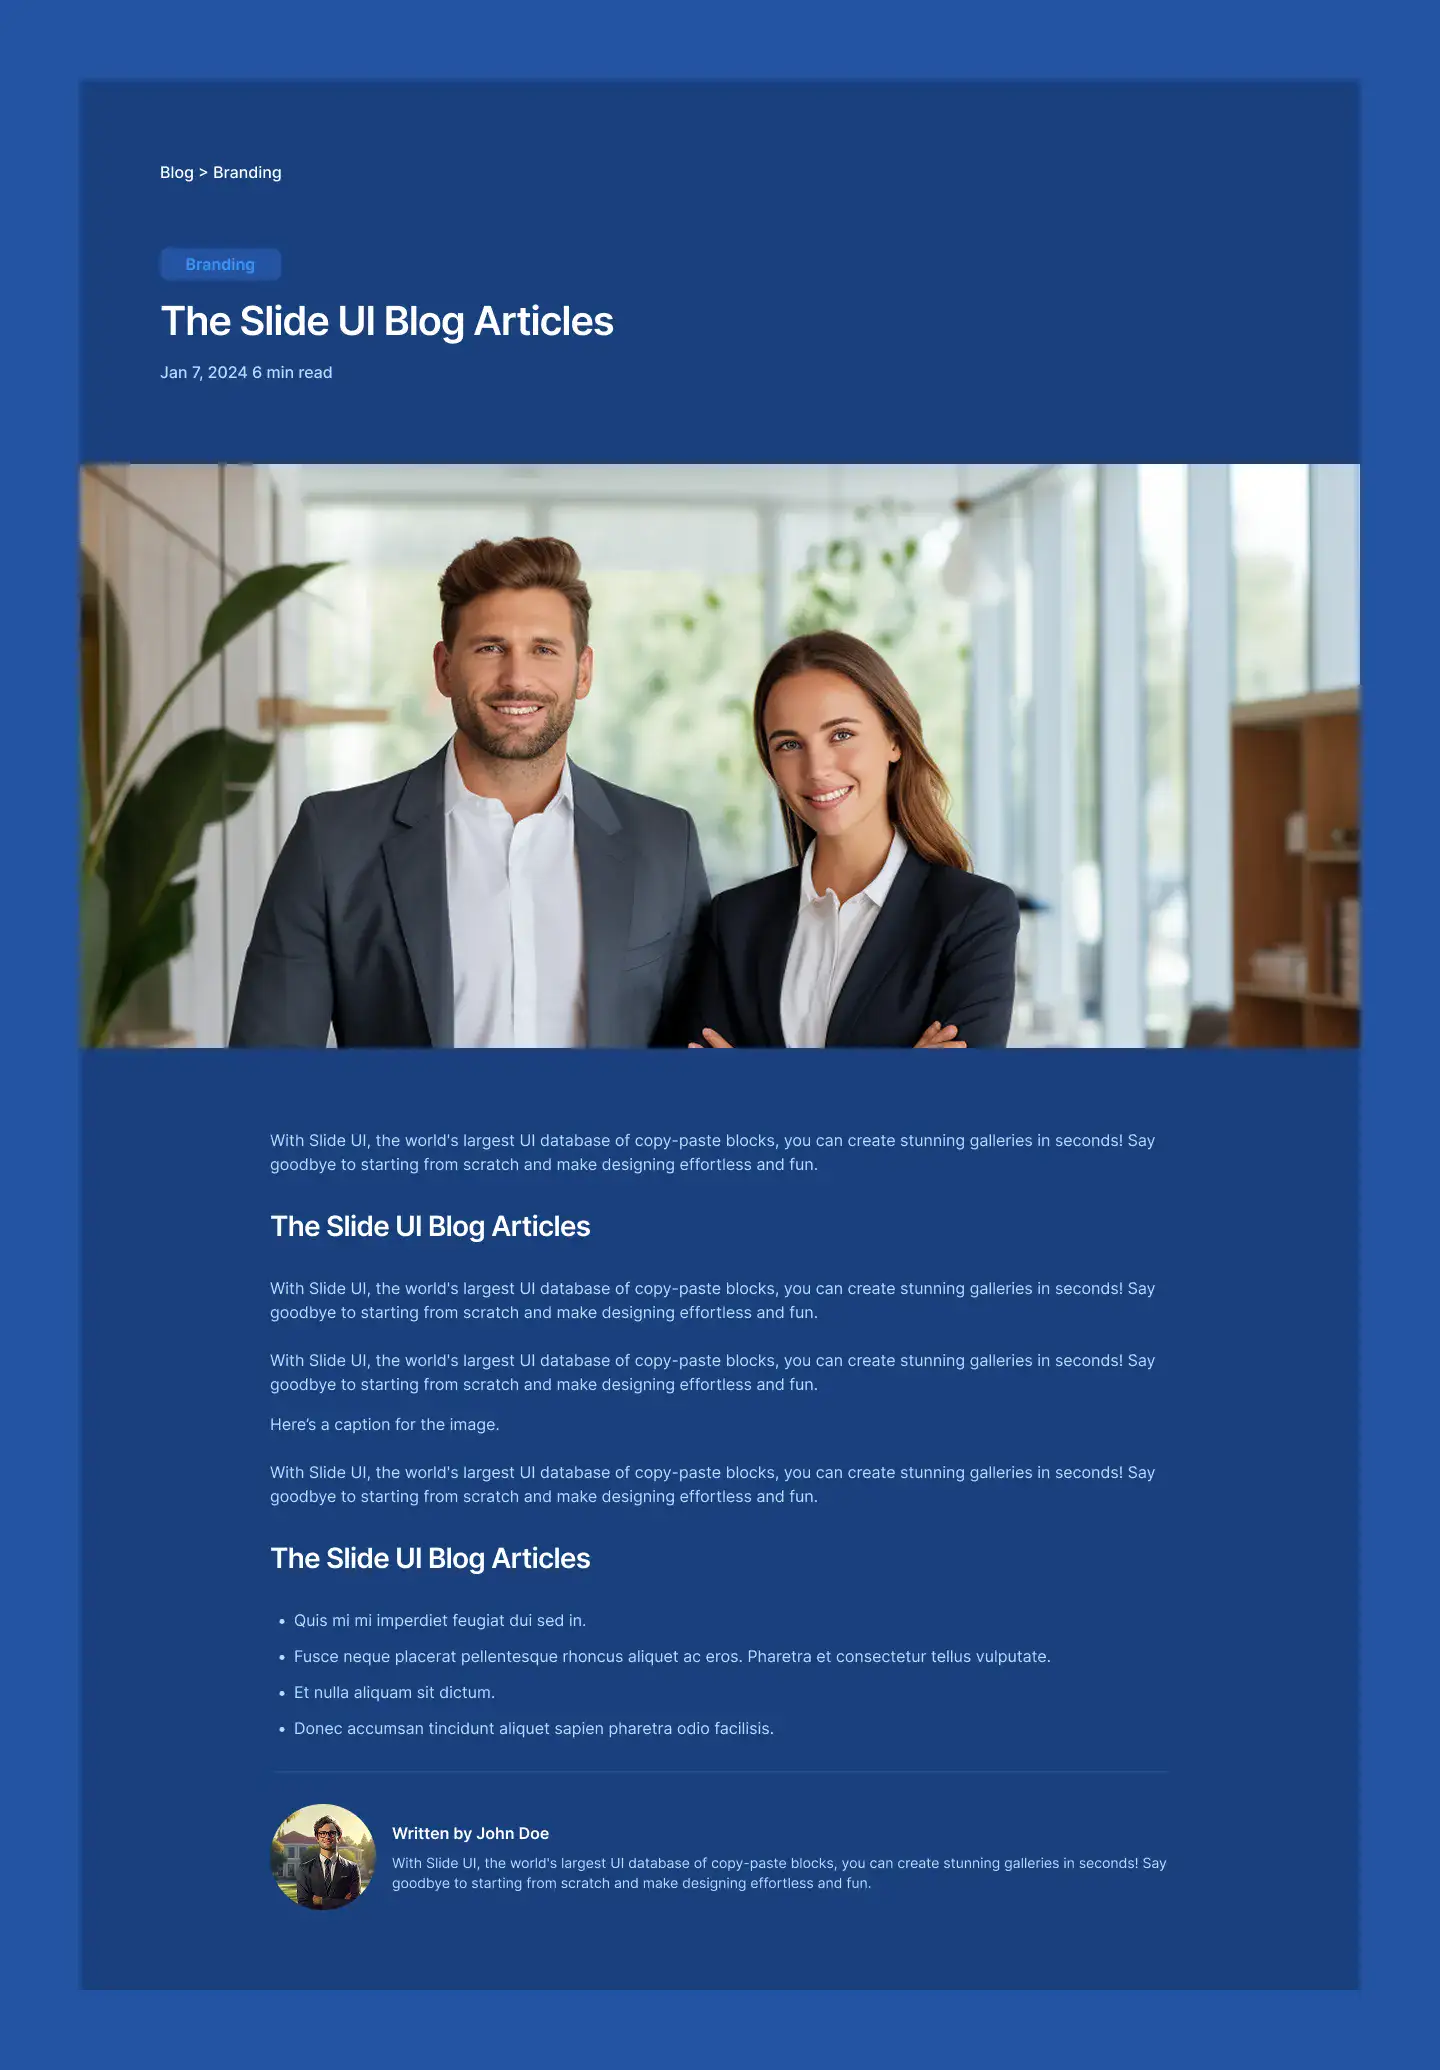 Blog > Branding
Branding
The Slide UI Blog Articles
Jan 7, 2024 6 min read
With Slide UI, the world's largest UI database of copy-paste blocks, you can create stunning galleries in seconds! Say
goodbye to starting from scratch and make designing effortless and fun.
The Slide UI Blog Articles
With Slide UI, the world's largest UI database of copy-paste blocks, you can create stunning galleries in seconds! Say
goodbye to starting from scratch and make designing effortless and fun.
With Slide UI, the world's largest UI database of copy-paste blocks, you can create stunning galleries in seconds! Say
goodbye to starting from scratch and make designing effortless and fun.
Here’s a caption for the image.
With Slide UI, the world's largest UI database of copy-paste blocks, you can create stunning galleries in seconds! Say
goodbye to starting from scratch and make designing effortless and fun.
The Slide UI Blog Articles
• Quis mi mi imperdiet feugiat dui sed in.
• Fusce neque placerat pellentesque rhoncus aliquet ac eros. Pharetra et consectetur tellus vulputate.
• Et nulla aliquam sit dictum.
• Donec accumsan tincidunt aliquet sapien pharetra odio facilisis.
Written by John Doe
With Slide UI, the world's largest UI database of copy-paste blocks, you can create stunning galleries in seconds! Say
goodbye to starting from scratch and make designing effortless and fun.